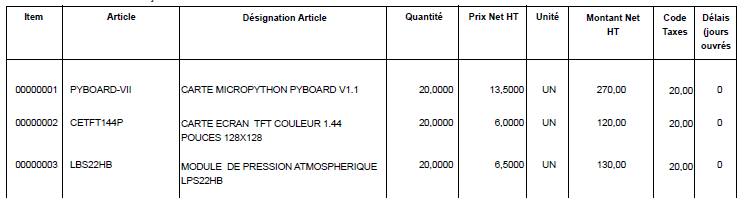 Item Article Désignation Article Quantité Prix Net HT Unité Montant Net HT Code Taxes Délais (jours ouvrés
00000001 PYBOARD-VII CARTE MICROPYTHON PYBOARD V1.1 20,0000 13,5000 UN 270,00 20,00 0
00000002 CETFT144P CARTE ECRAN TFT COULEUR 1.44 20,0000 6,0000 UN 120,00 20,00 0
POUCES 128X128
00000003 LBS22HB MODULE DE PRESSION ATMOSPHERIQUE 20,0000 6,5000 UN 130,00 20,00 0
LPS22HB